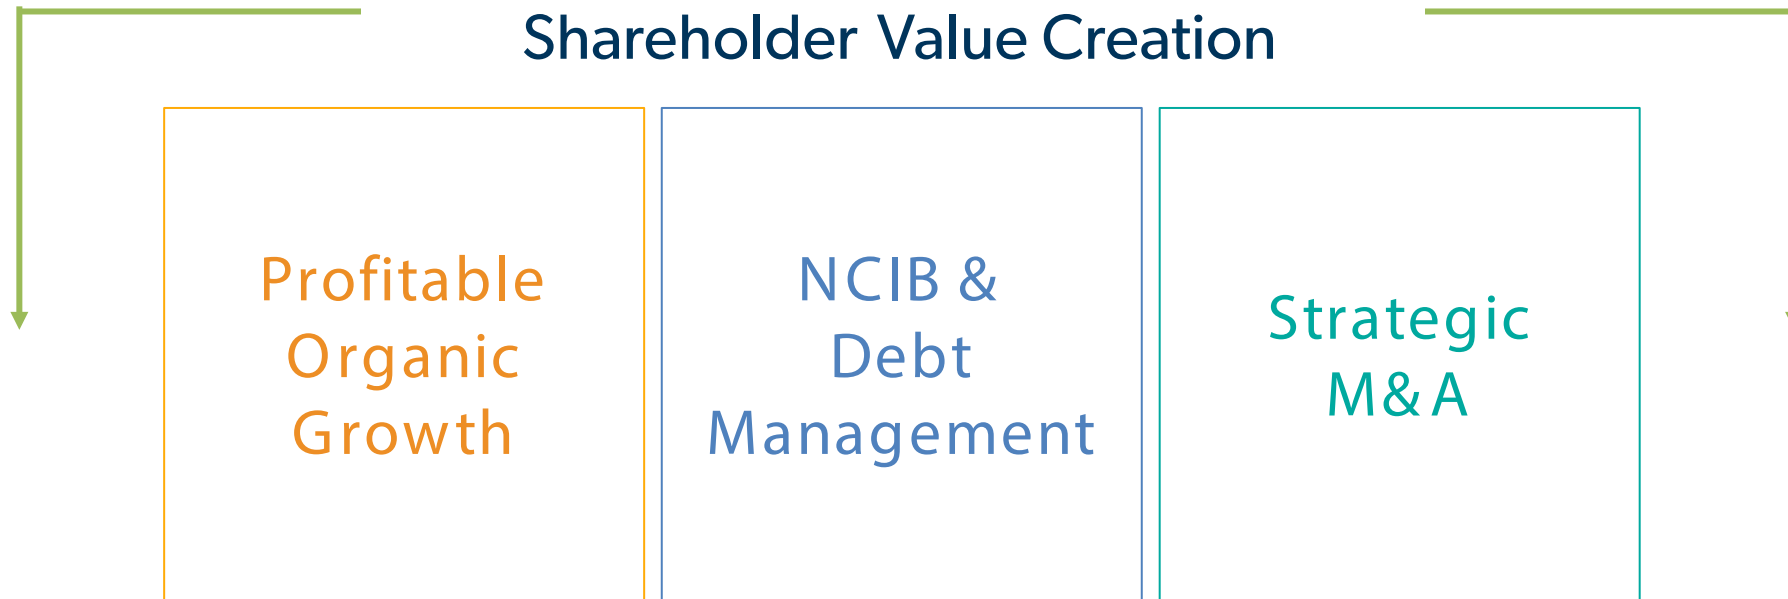 Shareholder Value Creation
Profitable
Organic
Growth
NCIB &
Debt
Management
Strategic
M&A